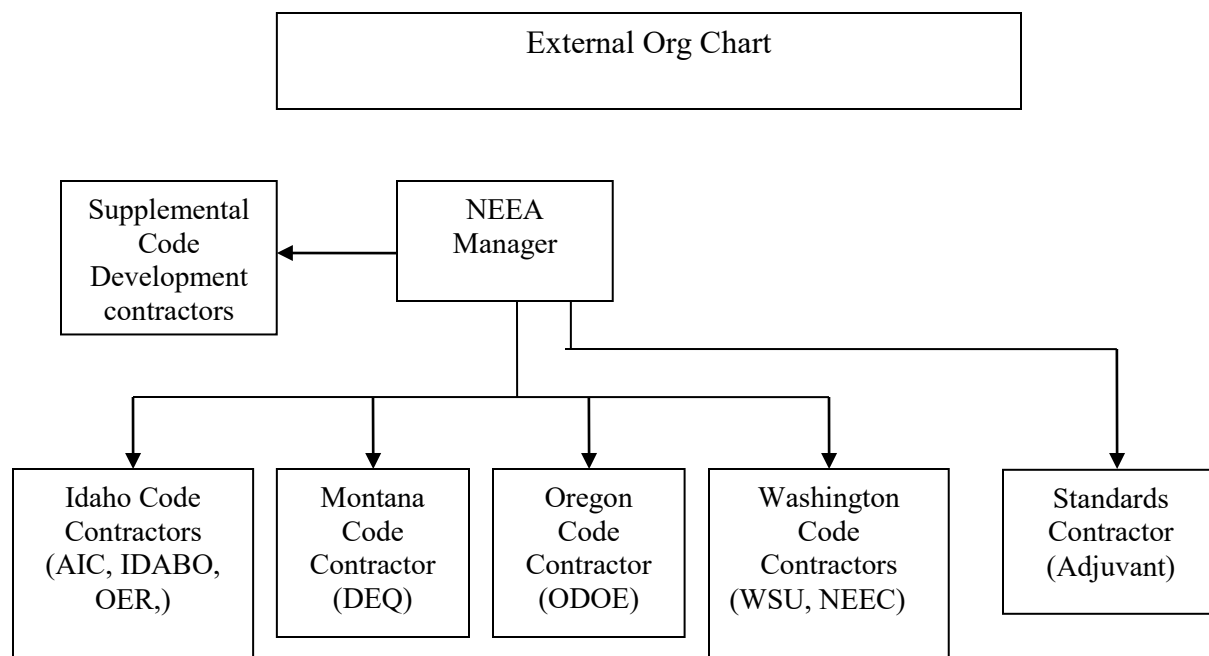 External Org Chart
Supplemental
Code
Development
contractors
NEEA
Manager
Idaho Code
Contractors
(AIC, IDABO,
OER,)
Montana
Code
Contractor
(DEQ)
Oregon
Code
Contractor
(ODOE)
Washington
Code
Contractors
(WSU, NEEC)
Standards
Contractor
(Adjuvant)